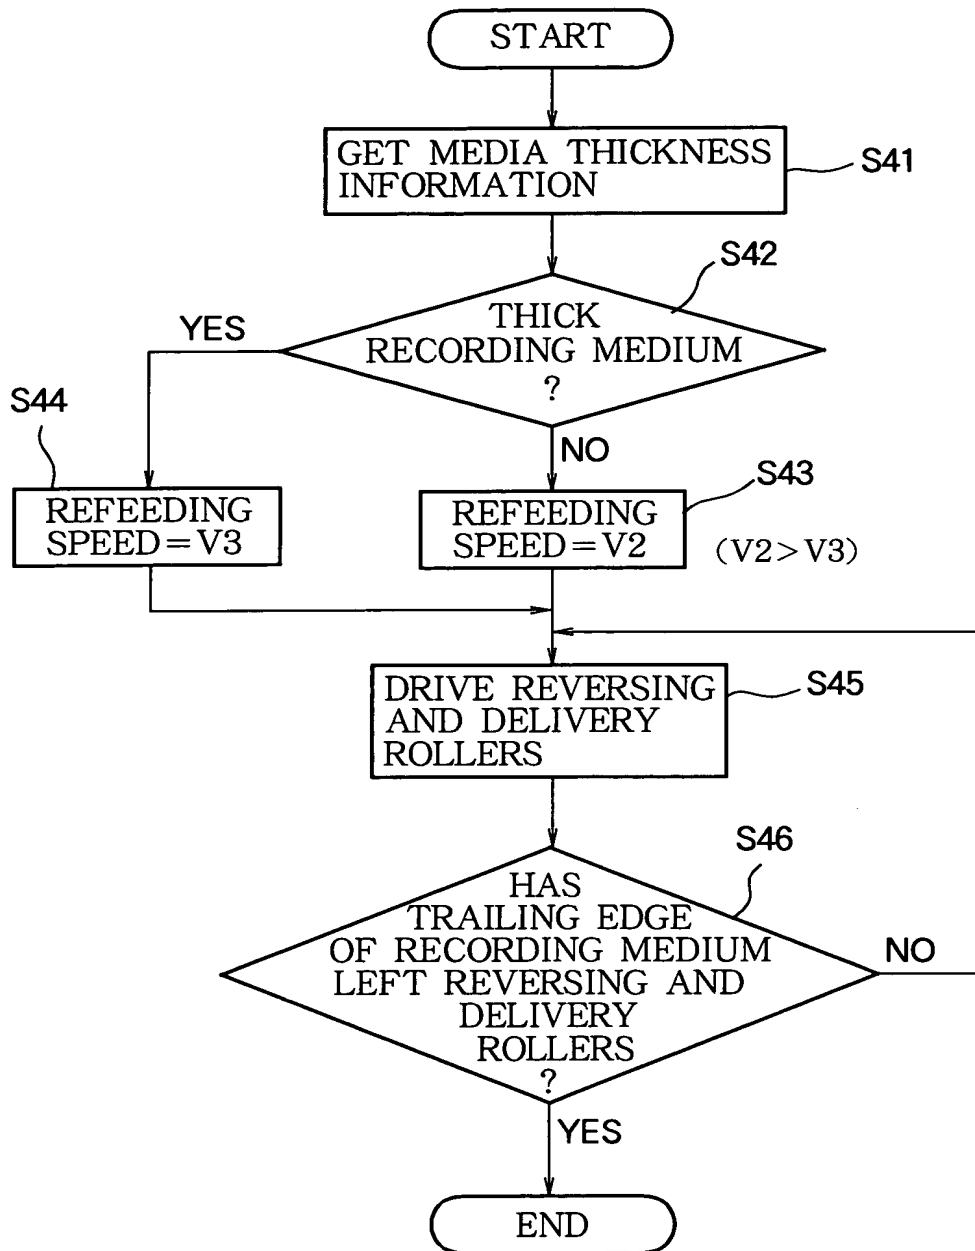 START
GET MEDIA THICKNESS
INFORMATION
S41
S42
THICK
RECORDING MEDIUM
?
YES
NO
S44
REFEEDING
SPEED=V3
S43
REFEEDING
SPEED=V2
(V2>V3)
DRIVE REVERSING
AND DELIVERY
ROLLERS
S45
S46
HAS
TRAILING EDGE
OF RECORDING MEDIUM
LEFT REVERSING AND
DELIVERY
ROLLERS
?
NO
YES
END